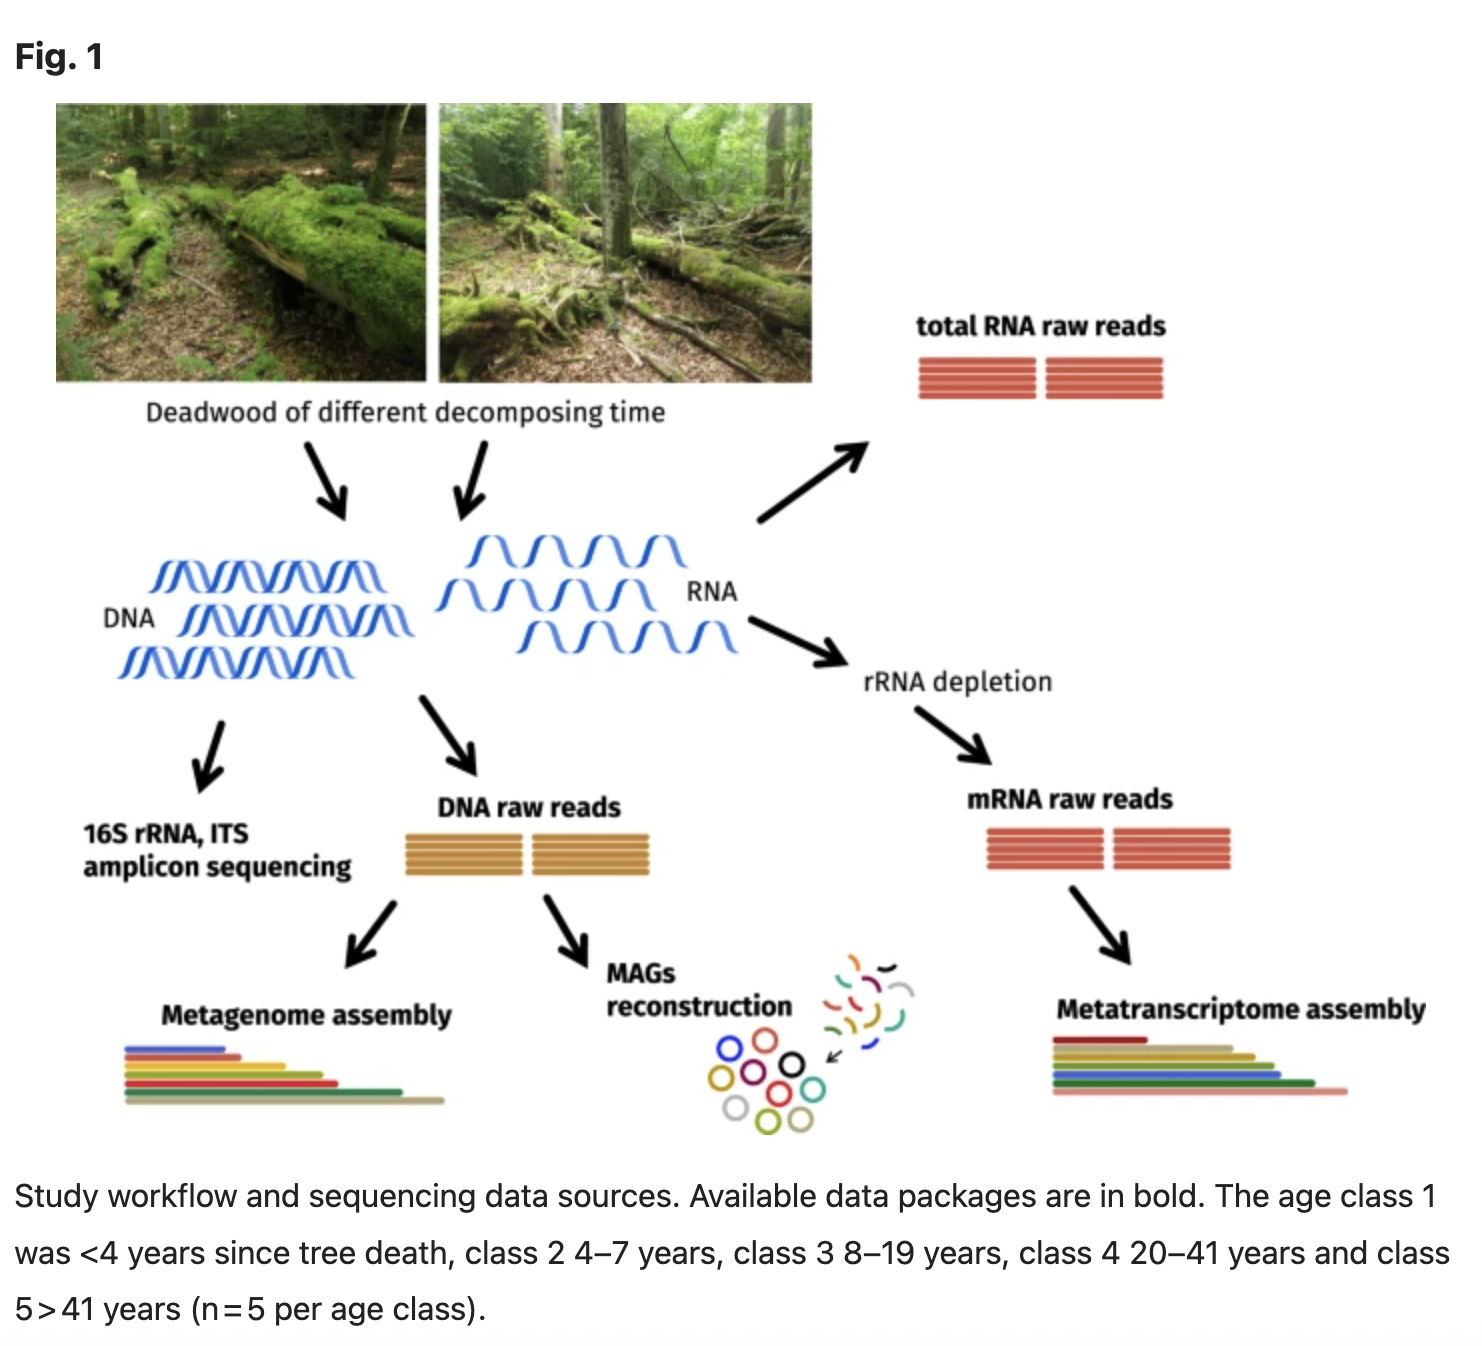 Fig. 1
Deadwood of different decomposing time
total RNA raw reads
DNA
RNA
rRNA depletion
16S rRNA, ITS
amplicon sequencing
DNA raw reads
mRNA raw reads
Metagenome assembly
MAGs
reconstruction
Metatranscriptome assembly
Study workflow and sequencing data sources. Available data packages are in bold. The age class 1
was <4 years since tree death, class 2 4–7 years, class 3 8–19 years, class 4 20–41 years and class
5 > 41 years (n = 5 per age class).